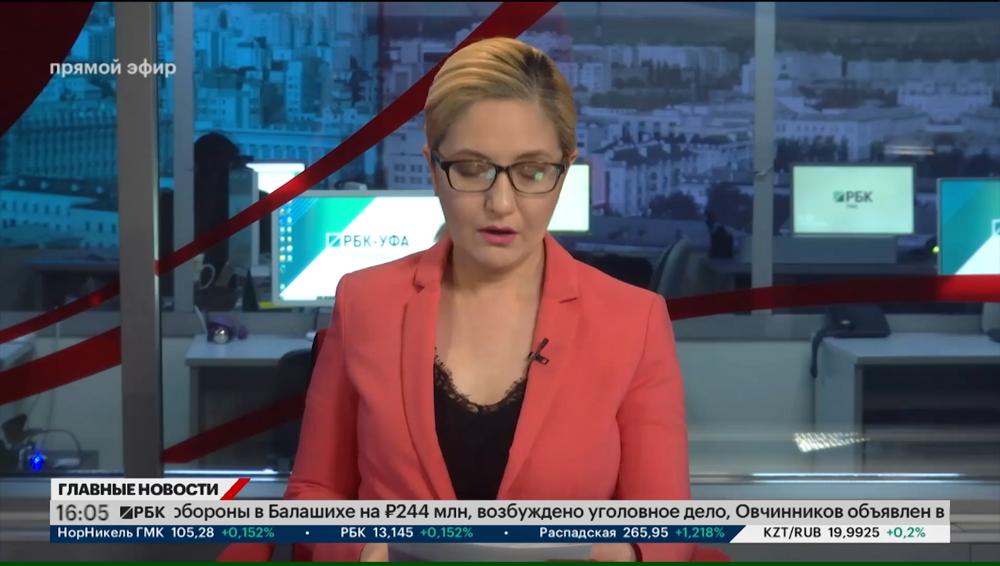 прямой эфир
РБК
РБК-УФА
ГЛАВНЫЕ НОВОСТИ
16:05 РБК обороны в Балашихе на ₽244 млн, возбуждено уголовное дело, Овчинников объявлен в
НорНикель ГМК 105,28 +0,152% • РБК 13,145 +0,152% • Распадская 265,95 +1,218% KZT/RUB 19,9925 +0,2%